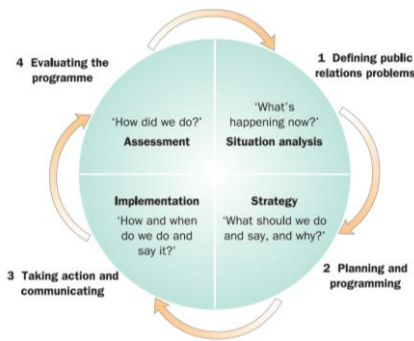 4 Evaluating the
programme
1 Defining public
relations problems
'How did we do?'
Assessment
'What's
happening now?'
Situation analysis
Implementation
'How and when
do we do and
say it?'
Strategy
'What should we do
and say, and why?'
3 Taking action and
communicating
2 Planning and
programming